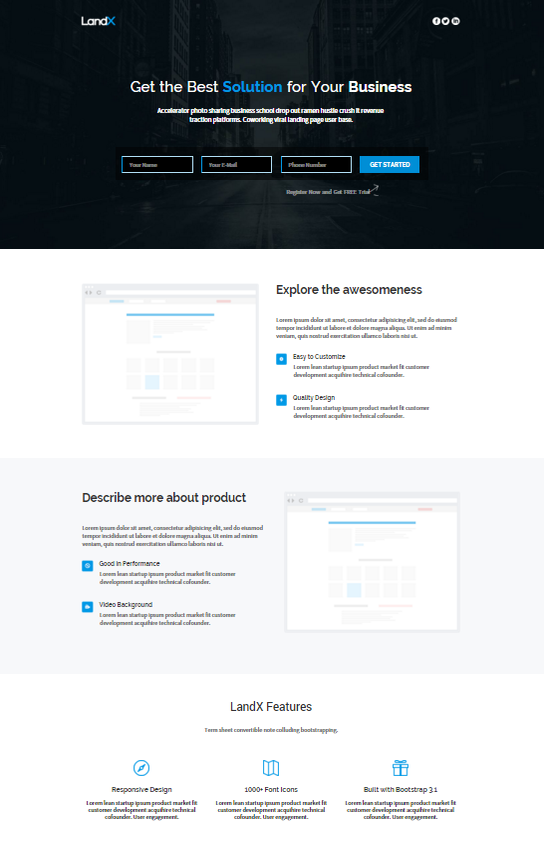 LandX
Get the Best Solution for Your Business
Accelerator photo sharing business school drop out ramen hustle crush it revenue
traction platforms. Coworking viral landing page user base.
Your Name
Your E-Mail
Phone Number
GET STARTED
Register Now and Get FREE Trial
Explore the awesomeness
Lorem ipsum dolor sit amet, consectetur adipisicing elit, sed do eiusmod
tempor incididunt ut labore et dolore magna aliqua. Ut enim ad minim
veniam, quis nostrud exercitation ullamco laboris nisi ut.
Easy to Customize
Lorem lean startup ipsum product market fit customer
development acquihire technical cofounder.
Quality Design
Lorem lean startup ipsum product market fit customer
development acquihire technical cofounder.
Describe more about product
Lorem ipsum dolor sit amet, consectetur adipisicing elit, sed do eiusmod
tempor incididunt ut labore et dolore magna aliqua. Ut enim ad minim
veniam, quis nostrud exercitation ullamco laboris nisi ut.
Good in Performance
Lorem lean startup ipsum product market fit customer
development acquihire technical cofounder.
Video Background
Lorem lean startup ipsum product market fit customer
development acquihire technical cofounder.
LandX Features
Term sheet convertible note colluding bootstrapping.
Responsive Design
Lorem lean startup ipsum product market fit
customer development acquihire technical
cofounder. User engagement.
1000+ Font Icons
Lorem lean startup ipsum product market fit
customer development acquihire technical
cofounder. User engagement.
Built with Bootstrap 3.1
Lorem lean startup ipsum product market fit
customer development acquihire technical
cofounder. User engagement.